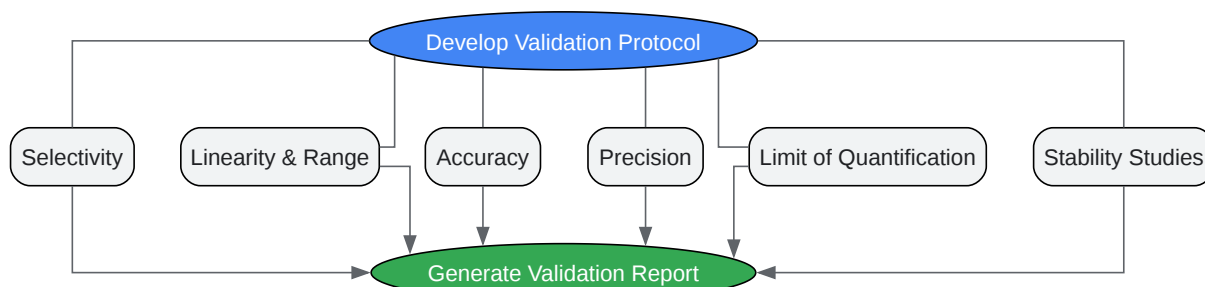 Develop Validation Protocol
Selectivity
Linearity & Range
Accuracy
Precision
Limit of Quantification
Stability Studies
Generate Validation Report